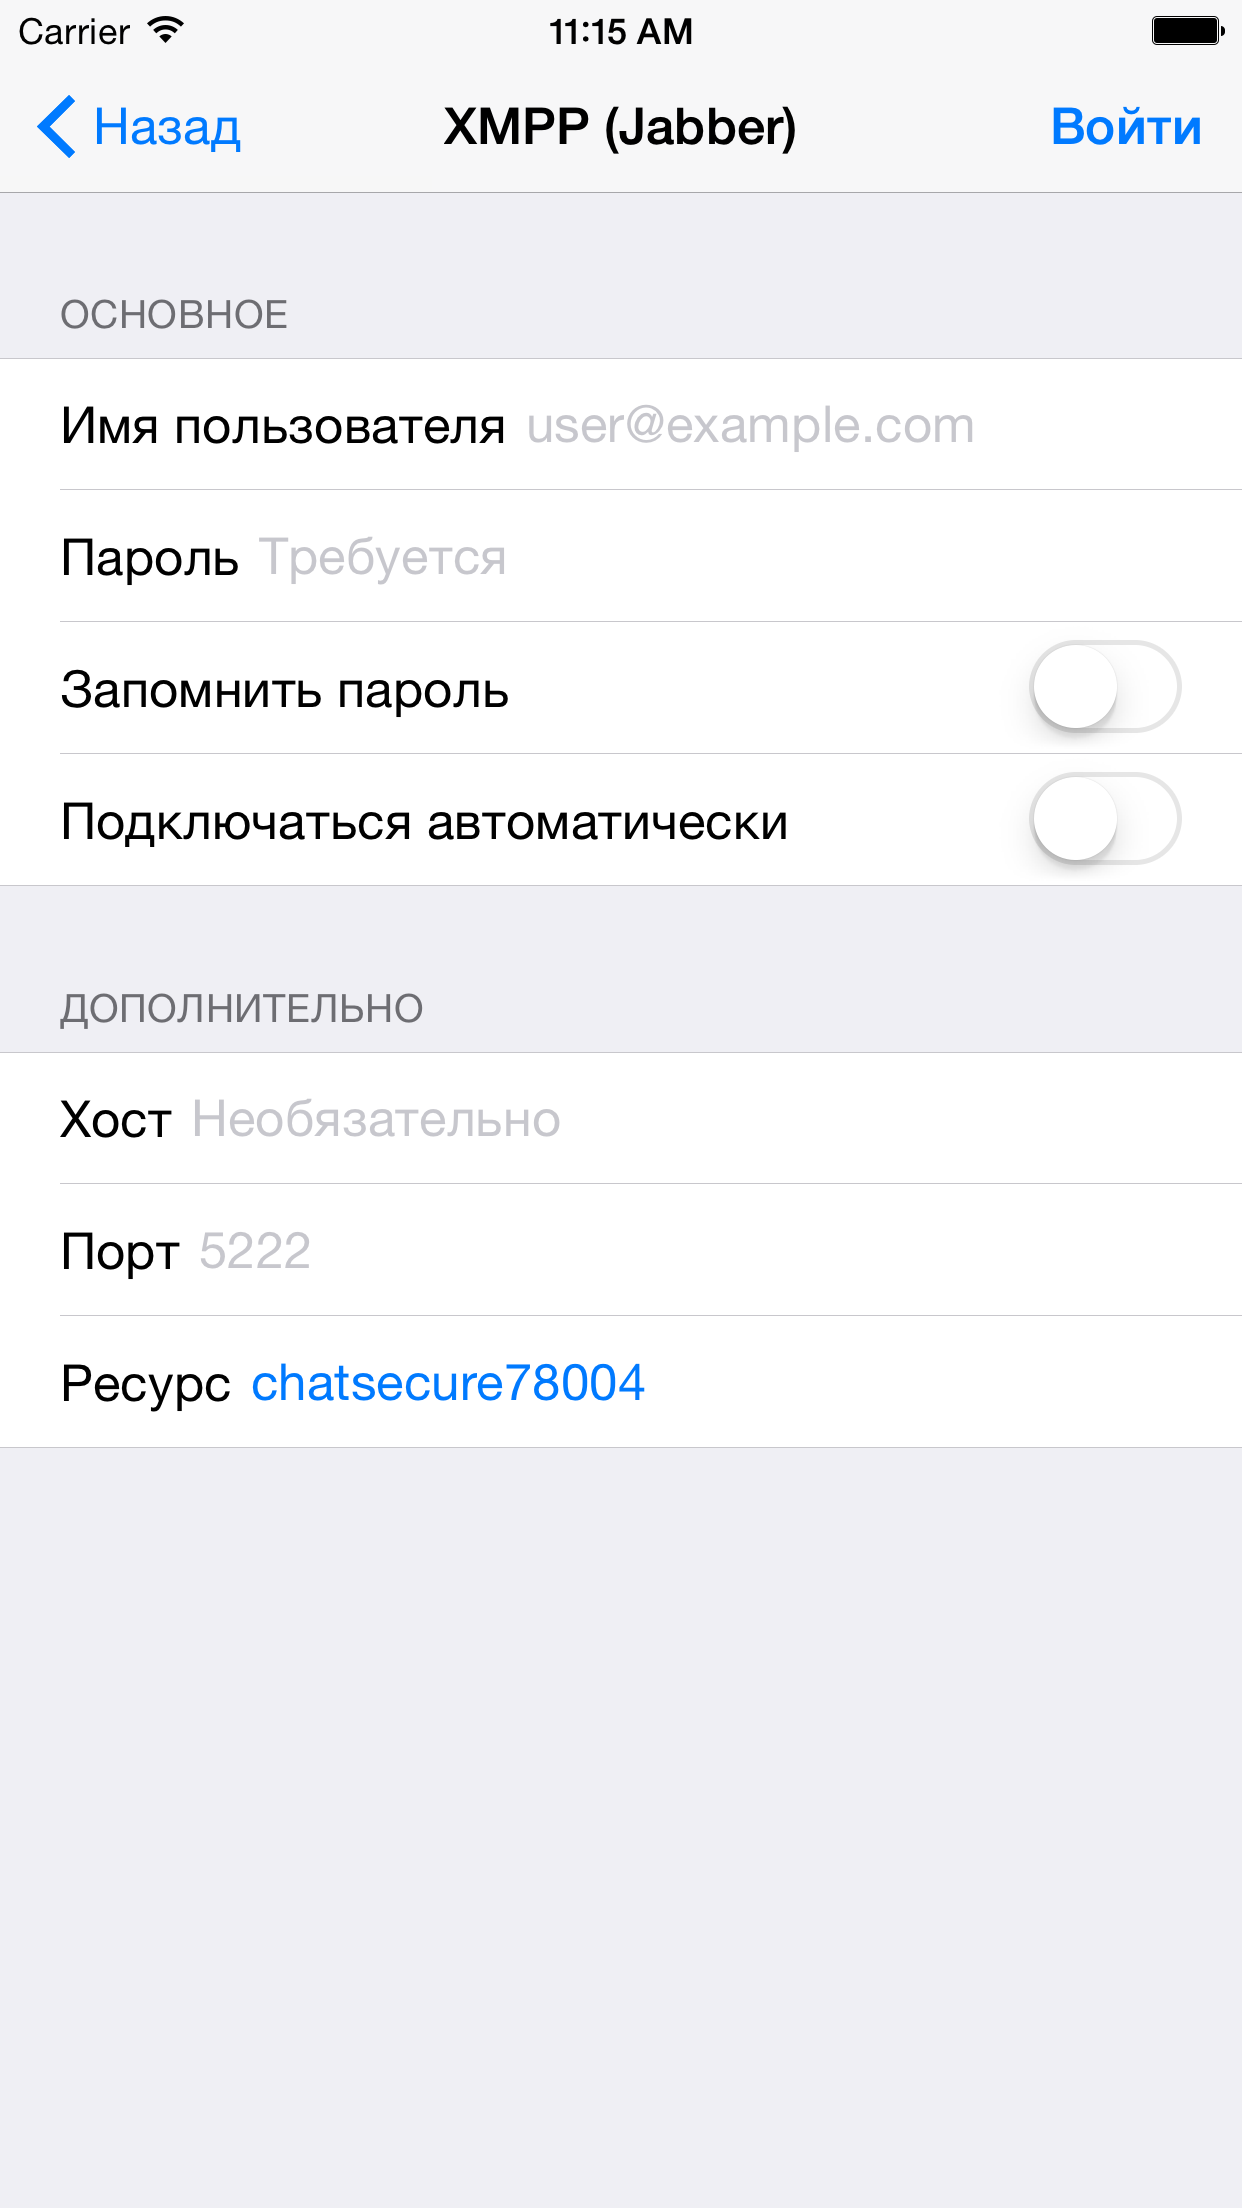 Carrier 11:15 AM
Назад XMPP (Jabber) Войти
ОСНОВНОЕ
Имя пользователя user@example.com
Пароль Требуется
Запомнить пароль
Подключаться автоматически
ДОПОЛНИТЕЛЬНО
Хост Необязательно
Порт 5222
Ресурс chatsecure78004